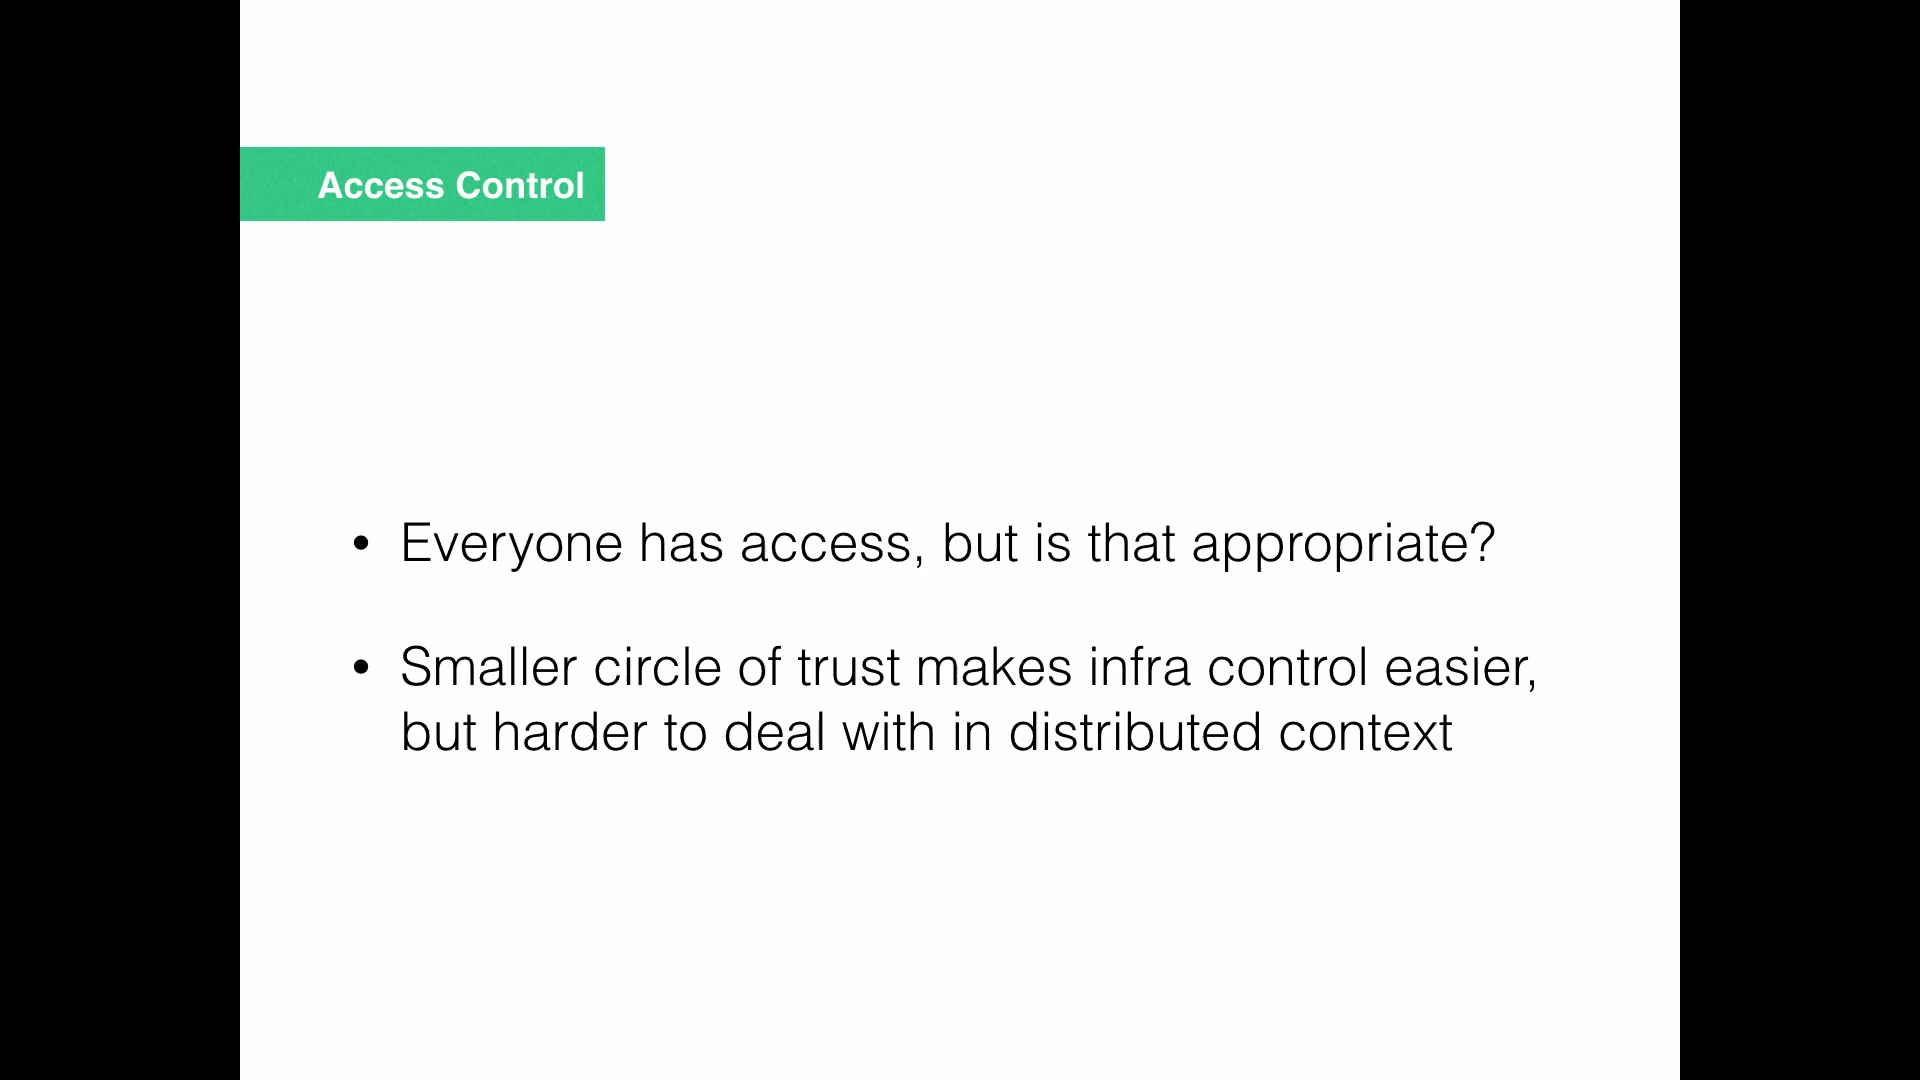 Access Control
• Everyone has access, but is that appropriate?
• Smaller circle of trust makes infra control easier,
but harder to deal with in distributed context